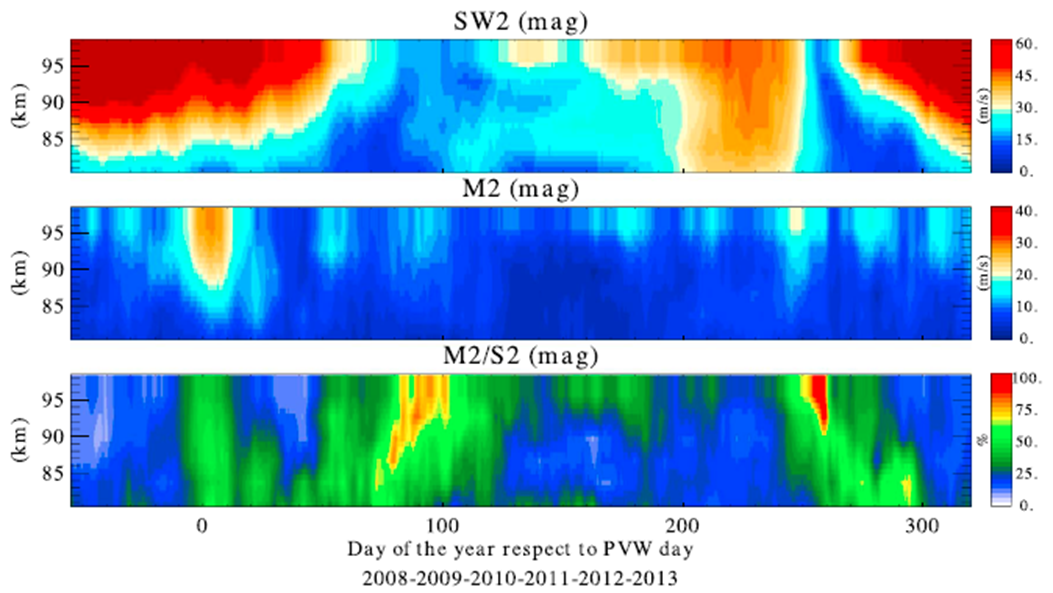 SW2 (mag)
95
90
85
(km)
60.
45.
30.
15.
0.
(m/s)
M2 (mag)
95
90
85
(km)
40.
30.
20.
10.
0.
(m/s)
M2/S2 (mag)
95
90
85
(km)
100.
75.
50.
25.
0.
%
0 100 200 300
Day of the year respect to PVW day
2008-2009-2010-2011-2012-2013